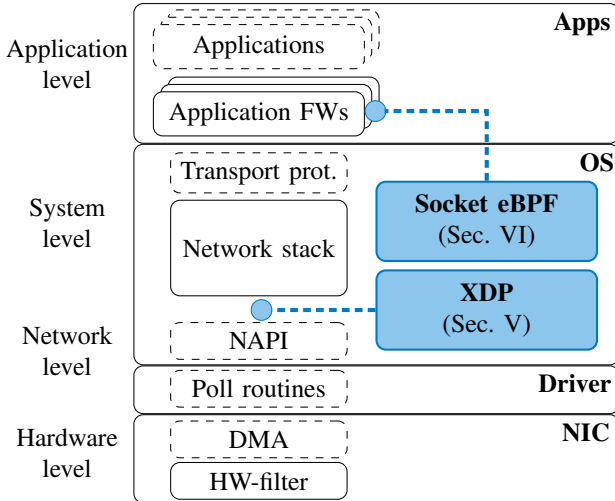 Apps
Application
level
Applications
Application FWs
OS
System
level
Transport prot.
Network stack
Socket eBPF
(Sec. VI)
XDP
(Sec. V)
Network
level
NAPI
Driver
Poll routines
NIC
Hardware
level
DMA
HW-filter